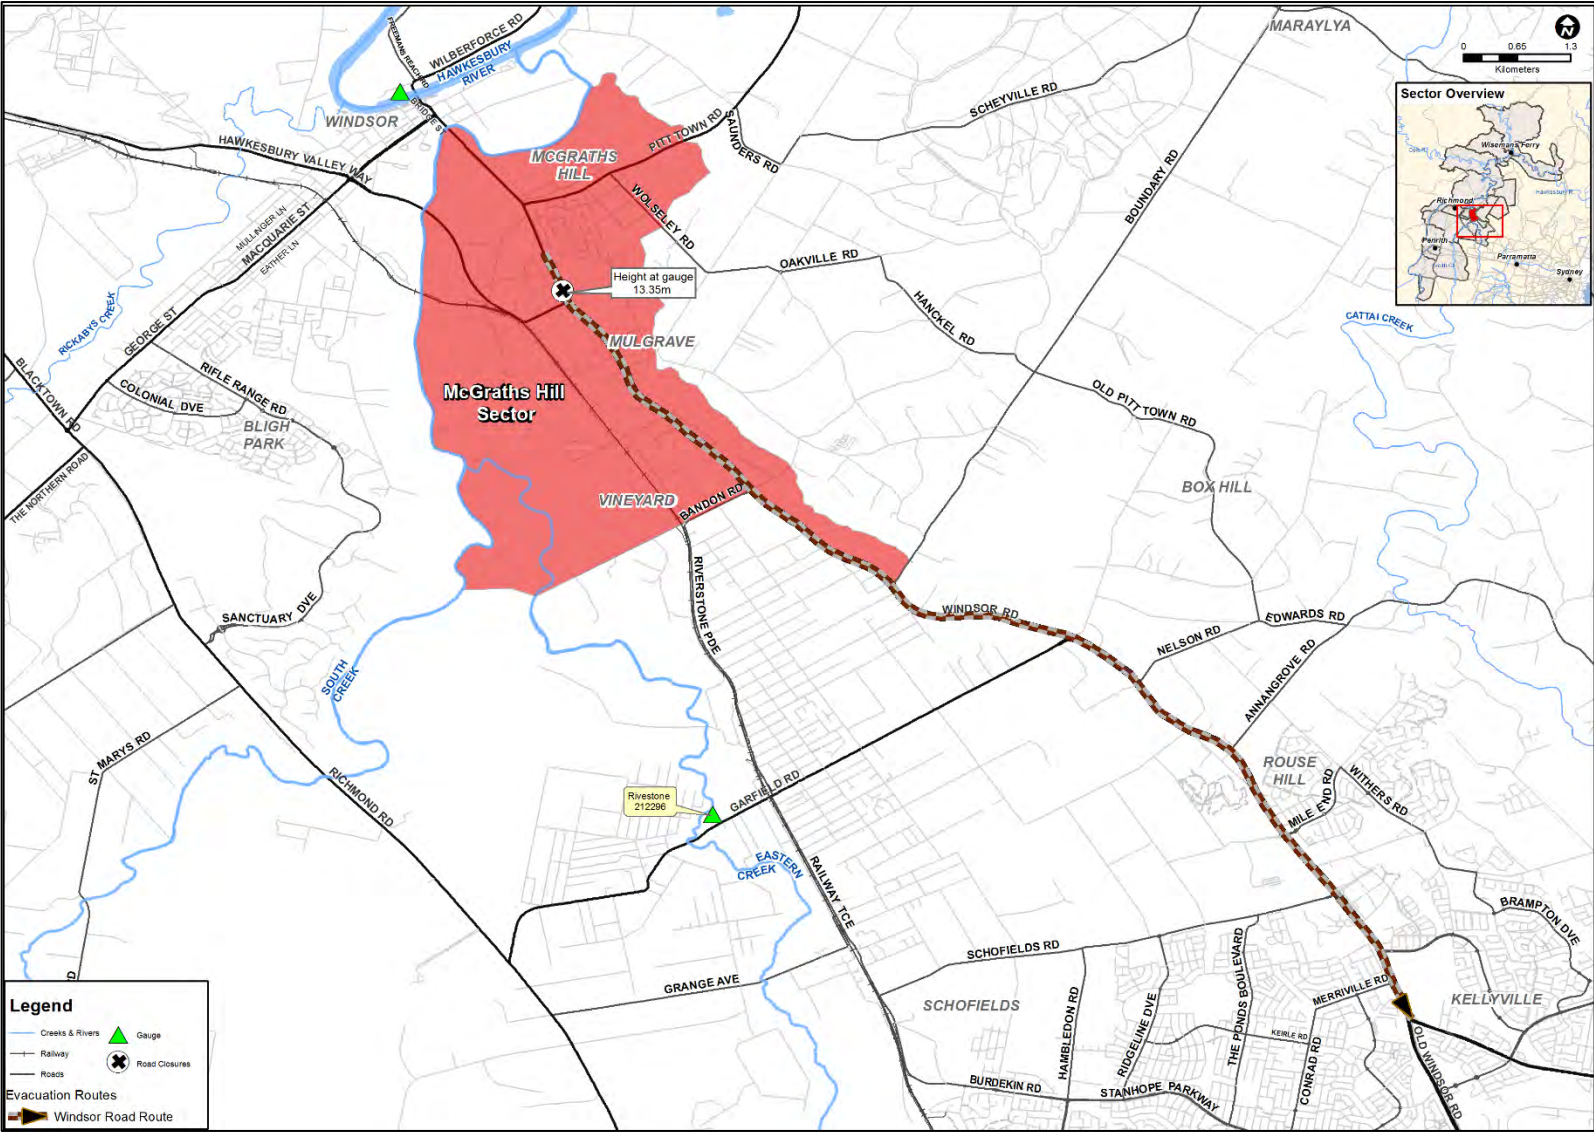 MARAYLYA
N
0 0.65 1.3
Kilometers
Sector Overview
Wisemans Ferry
Hawkesbury R.
Richmond
Penrith
Parramatta
Sydney
FREEMANS REACH RD
WILBERFORCE RD
HAWKESBURY
RIVER
BRIDGE ST
WINDSOR
HAWKESBURY VALLEY WAY
MCGRATHS
HILL
PITT TOWN RD
SAUNDERS RD
SCHEYVILLE RD
BOUNDARY RD
WOLSELEY RD
OAKVILLE RD
HANCKEL RD
MULLINGER LN
MACQUARIE ST
EATHER LN
Height at gauge
13.35m
RICKABYS CREEK
GEORGE ST
MULGRAVE
CATTAI CREEK
BLACKTOWN RD
RIFLE RANGE RD
COLONIAL DVE
BLIGH
PARK
McGraths Hill
Sector
OLD PITT TOWN RD
THE NORTHERN ROAD
VINEYARD
BANDON RD
BOX HILL
RIVERSTONE PDE
SANCTUARY DVE
WINDSOR RD
NELSON RD
EDWARDS RD
ANNANGROVE RD
SOUTH
CREEK
ST MARYS RD
RICHMOND RD
ROUSE
HILL
MILE END RD
WITHERS RD
Rivestone
212296
GARFIELD RD
EASTERN
CREEK
RAILWAY TCE
BRAMPTON DVE
SCHOFIELDS RD
GRANGE AVE
SCHOFIELDS
HAMBLEDON RD
RIDGELINE DVE
THE PONDS BOULEVARD
MERRIVILLE RD
KELLYVILLE
KEIRLE RD
CONRAD RD
OLD WINDSOR RD
BURDEKIN RD
STANHOPE PARKWAY
D
Legend
Creeks & Rivers
Gauge
Railway
Road Closures
Roads
Evacuation Routes
Windsor Road Route